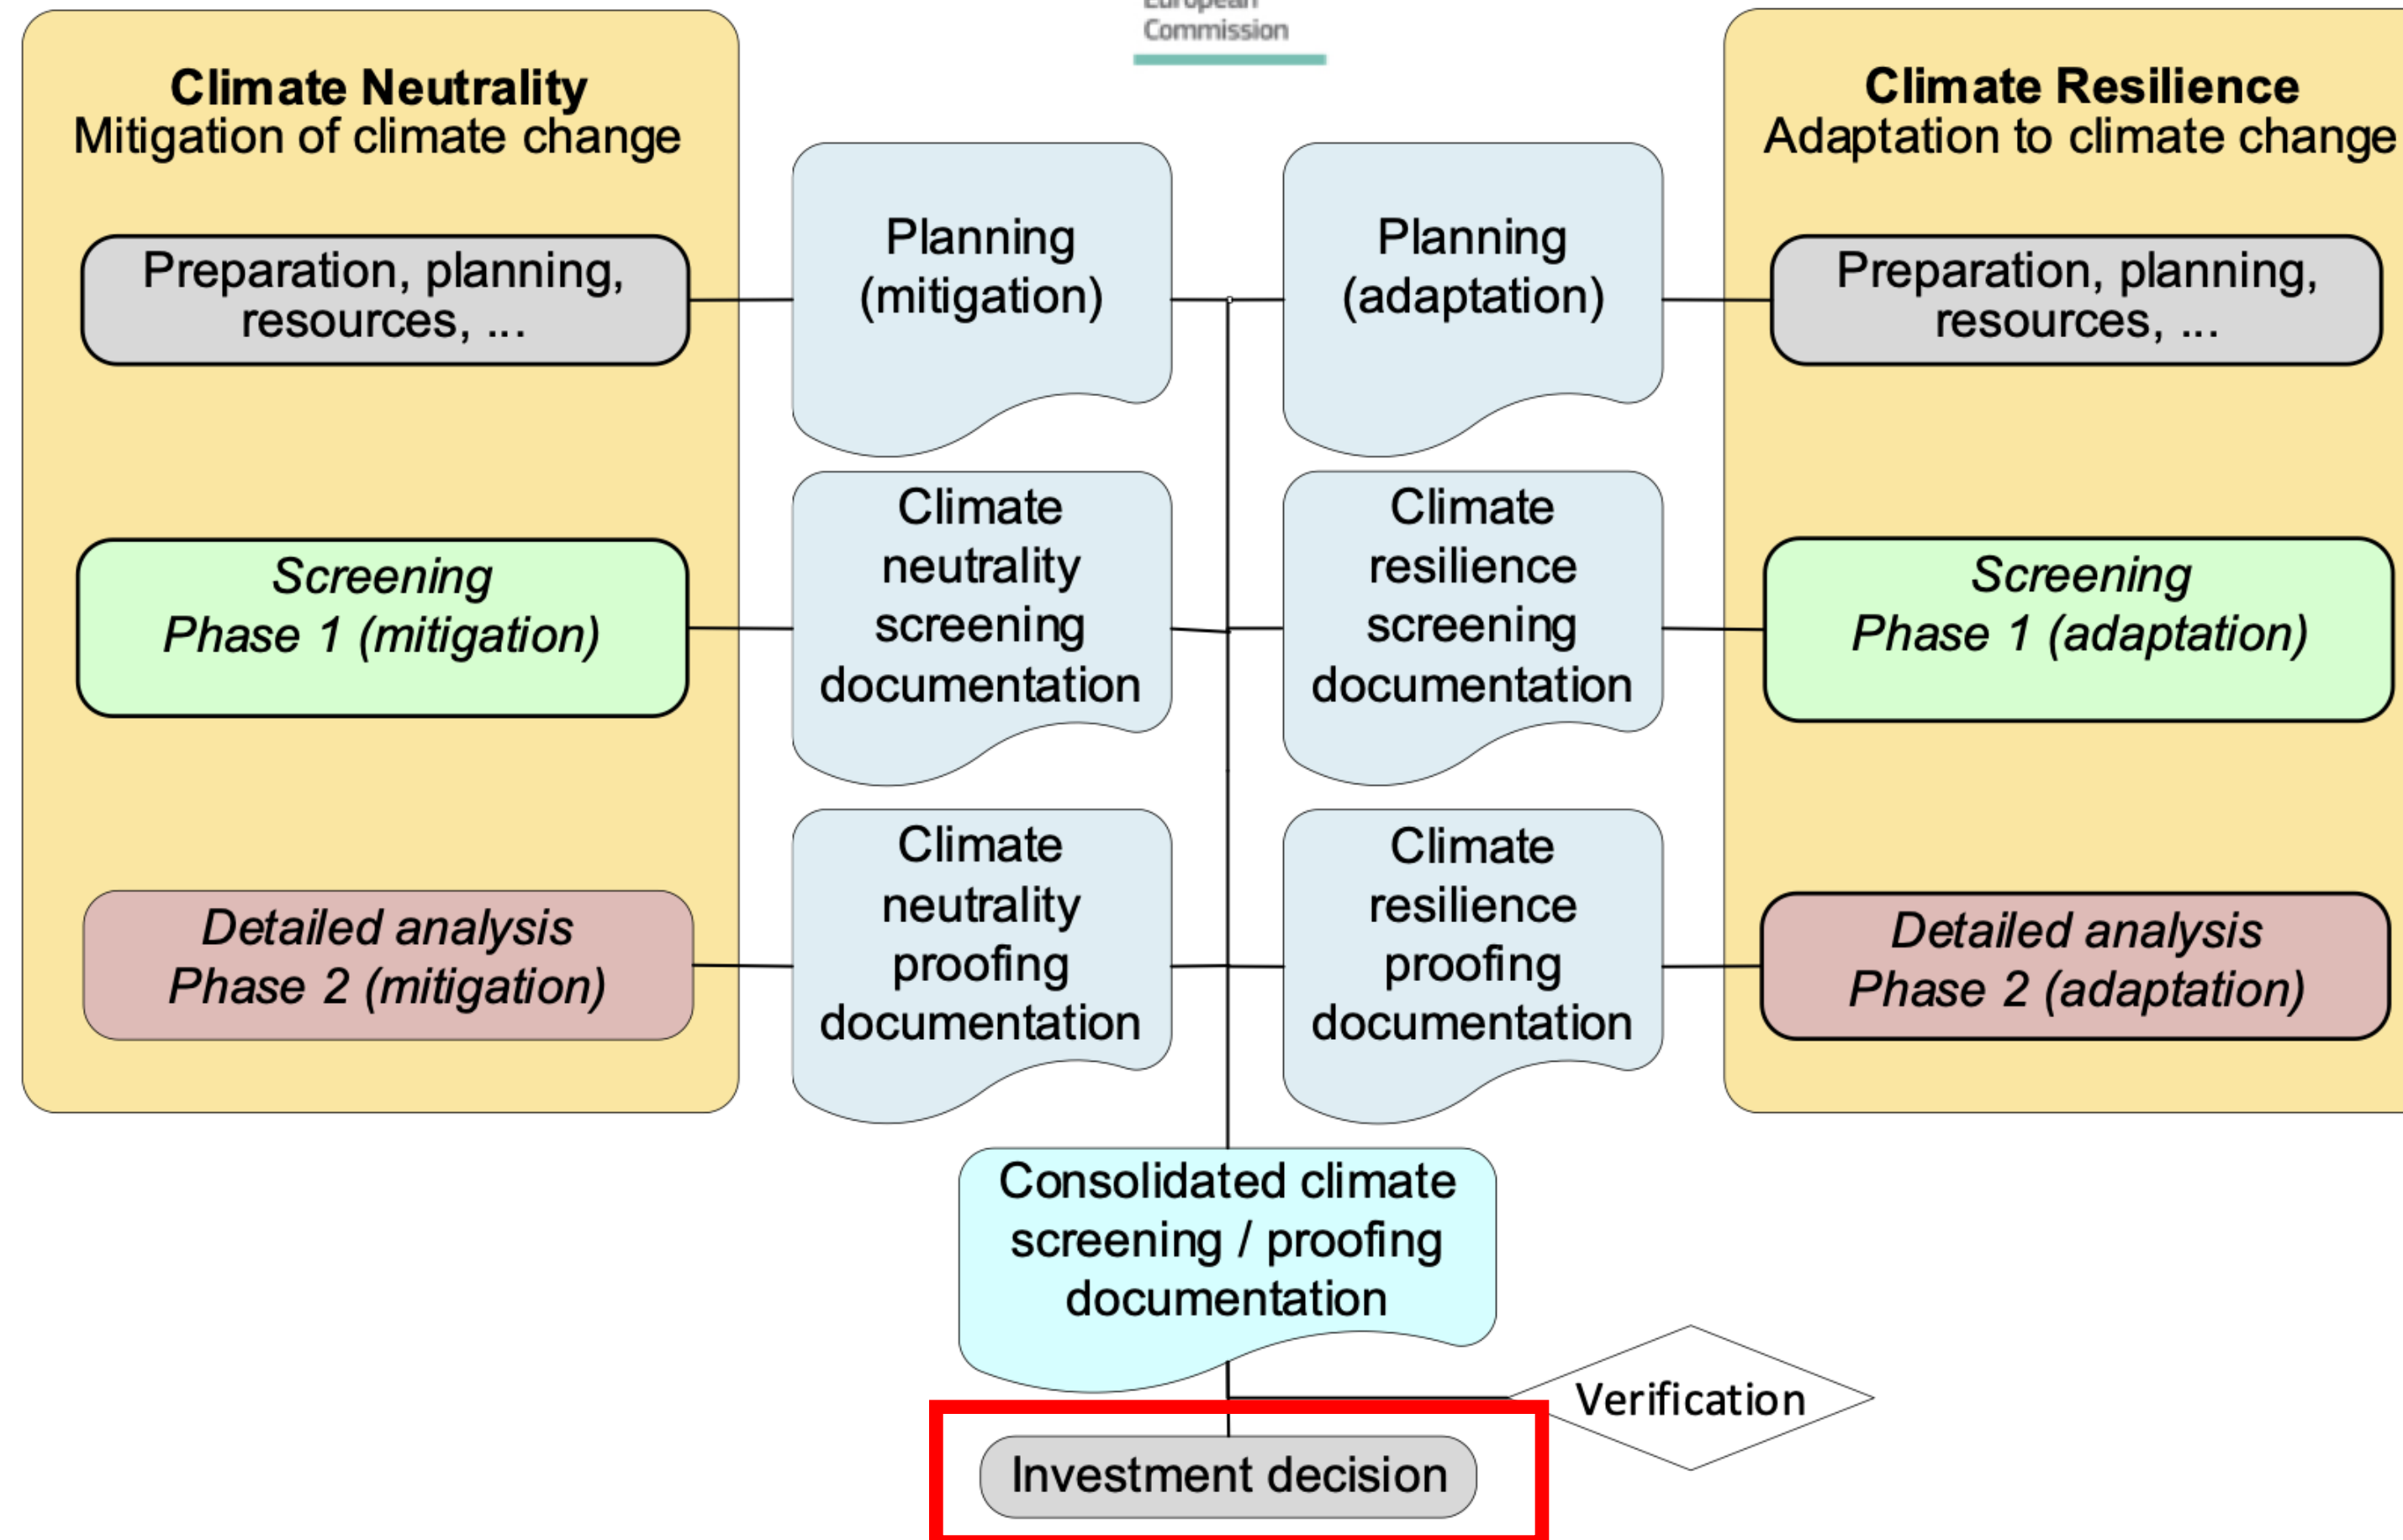 European
Commission
Climate Neutrality
Mitigation of climate change
Preparation, planning,
resources, ...
Screening
Phase 1 (mitigation)
Detailed analysis
Phase 2 (mitigation)
Planning
(mitigation)
Climate
neutrality
screening
documentation
Climate
neutrality
proofing
documentation
Planning
(adaptation)
Climate
resilience
screening
documentation
Climate
resilience
proofing
documentation
Climate Resilience
Adaptation to climate change
Preparation, planning,
resources, ...
Screening
Phase 1 (adaptation)
Detailed analysis
Phase 2 (adaptation)
Consolidated climate
screening / proofing
documentation
Verification
Investment decision